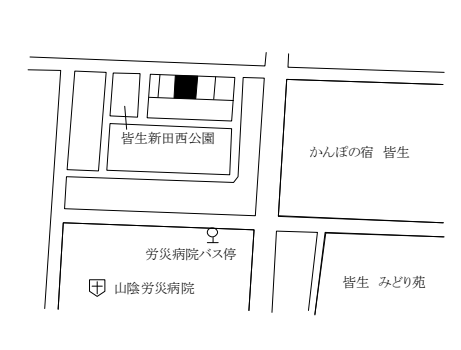 皆生新田西公園
かんぽの宿 皆生
労災病院バス停
皆生 みどり苑
山陰労災病院